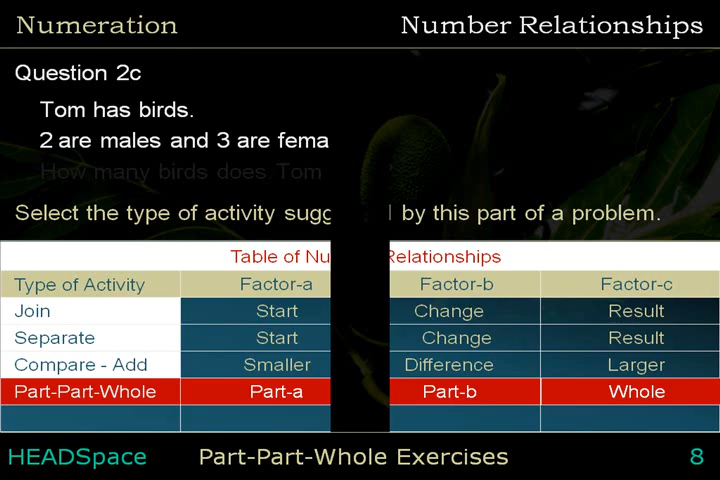 Numeration Number Relationships
Question 2c
Tom has birds.
2 are males and 3 are fema
How many birds does Tom
Select the type of activity sugg by this part of a problem.
Table of Nu Relationships
Type of Activity Factor-a Factor-b Factor-c
Join Start Change Result
Separate Start Change Result
Compare - Add Smaller Difference Larger
Part-Part-Whole Part-a Part-b Whole
HEADSpace Part-Part-Whole Exercises 8